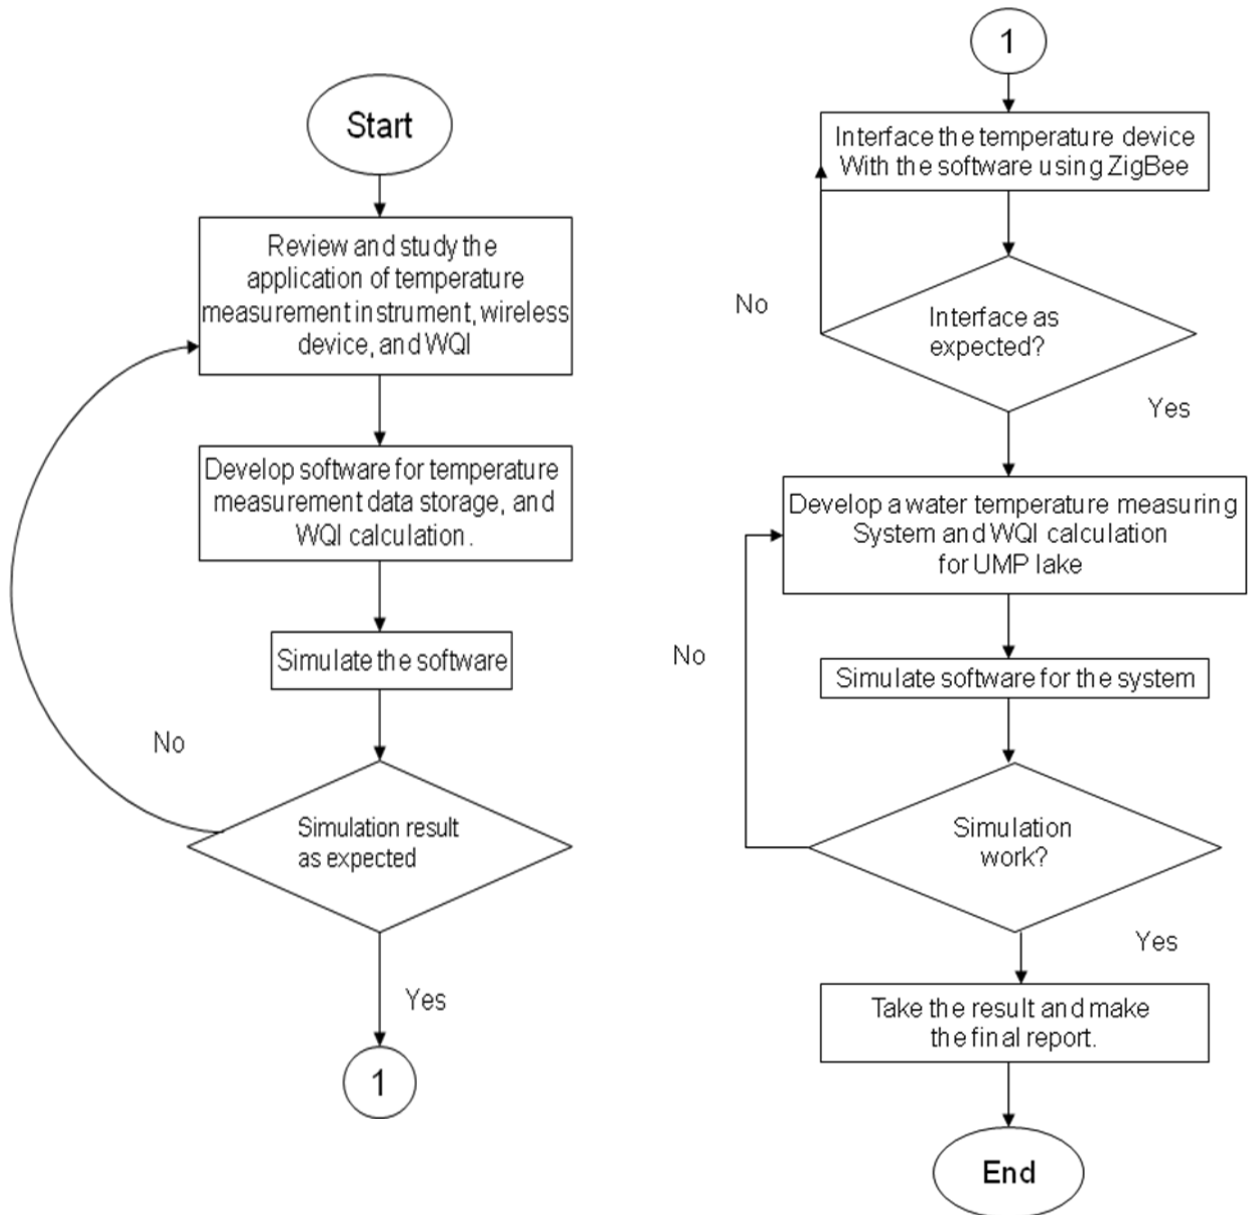 Start
Review and study the
application of temperature
measurement instrument, wireless
device, and WQI
Develop software for temperature
measurement data storage, and
WQI calculation.
Simulate the software
No
Simulation result
as expected
Yes
1
1
Interface the temperature device
With the software using ZigBee
No
Interface as
expected?
Yes
Develop a water temperature measuring
System and WQI calculation
for UMP lake
No
Simulate software for the system
Simulation
work?
Yes
Take the result and make
the final report.
End